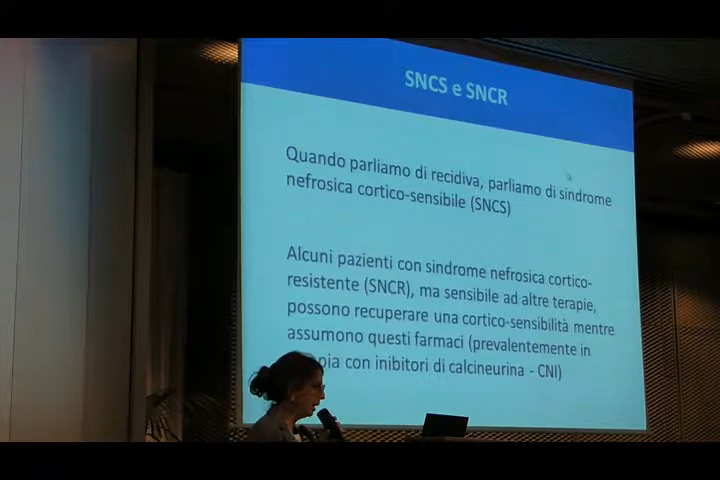 SNCS e SNCR
Quando parliamo di recidiva, parliamo di sindrome
nefrosica cortico-sensibile (SNCS)
Alcuni pazienti con sindrome nefrosica cortico-
resistente (SNCR), ma sensibile ad altre terapie,
possono recuperare una cortico-sensibilità mentre
assumono questi farmaci (prevalentemente in
pia con inibitori di calcineurina - CNI)